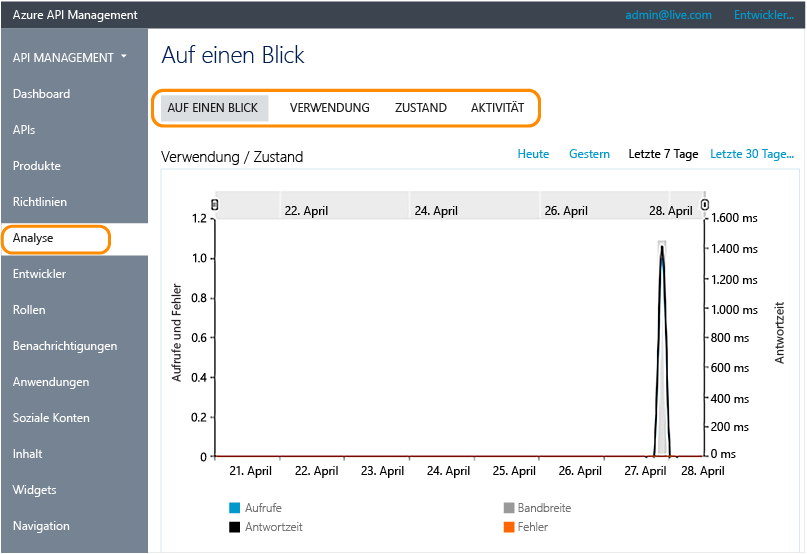 Azure API Management
admin@live.com
Entwickler...
API MANAGEMENT
Dashboard
APIs
Produkte
Richtlinien
Analyse
Entwickler
Rollen
Benachrichtigungen
Anwendungen
Soziale Konten
Inhalt
Widgets
Navigation
Auf einen Blick
AUF EINEN BLICK VERWENDUNG ZUSTAND AKTIVITÄT
Verwendung / Zustand
Heute Gestern Letzte 7 Tage Letzte 30 Tage...
22. April 24. April 26. April 28. April
Aufrufe und Fehler
1.2
1.0
0.8
0.6
0.4
0.2
0
1.600 ms
1.400 ms
1.200 ms
1.000 ms
800 ms
600 ms
400 ms
200 ms
0 ms
Antwortzeit
21. April 22. April 23. April 24. April 25. April 26. April 27. April 28. April
Aufrufe
Antwortzeit
Bandbreite
Fehler